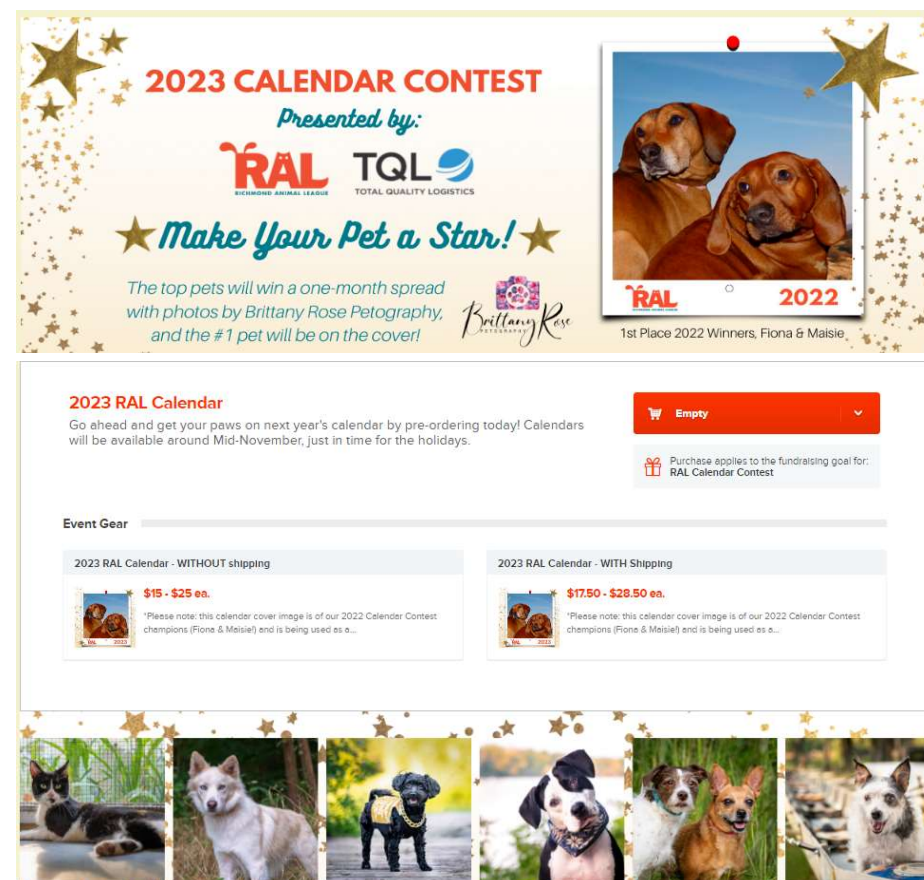 2023 CALENDAR CONTEST
Presented by:
RAL
RICHMOND ANIMAL LEAGUE
TQL
TOTAL QUALITY LOGISTICS
Make Your Pet a Star!
The top pets will win a one-month spread
with photos by Brittany Rose Petography,
and the #1 pet will be on the cover!
Brittany Rose
PETOGRAPHY
RAL
2022
1st Place 2022 Winners, Fiona & Maisie
2023 RAL Calendar
Go ahead and get your paws on next year's calendar by pre-ordering today! Calendars
will be available around Mid-November, just in time for the holidays.
Empty
Purchase applies to the fundraising goal for:
RAL Calendar Contest
Event Gear
2023 RAL Calendar - WITHOUT shipping
$15 - $25 ea.
*Please note: this calendar cover image is of our 2022 Calendar Contest
champions (Fiona & Maisie!) and is being used as a...
RAL 2023
2023 RAL Calendar - WITH Shipping
$17.50 - $28.50 ea.
*Please note: this calendar cover image is of our 2022 Calendar Contest
champions (Fiona & Maisie!) and is being used as a...
RAL 2023